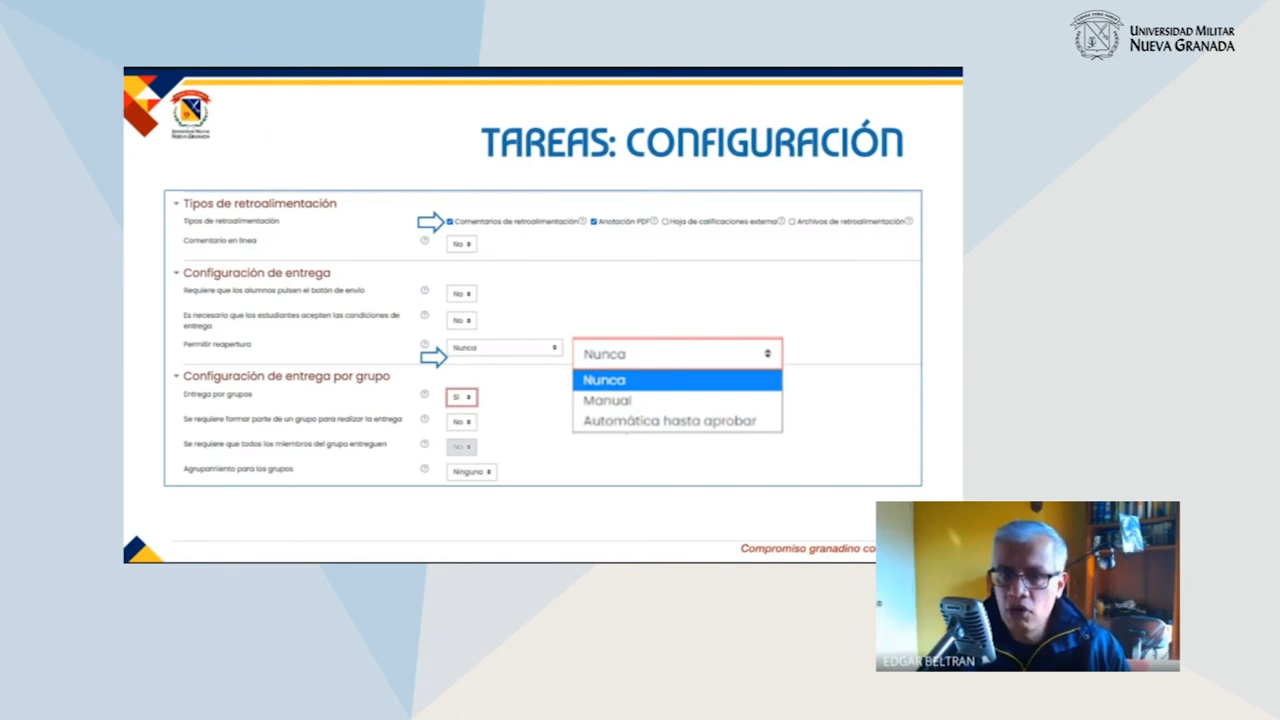 UNIVERSIDAD MILITAR
NUEVA GRANADA
UNIVERSIDAD MILITAR
NUEVA GRANADA
TAREAS: CONFIGURACIÓN
Tipos de retroalimentación
Tipos de retroalimentación
Comentarios de retroalimentación Anotación PDF Hoja de calificaciones externa Archivos de retroalimentación
Comentario en línea
No
Configuración de entrega
Requiere que los alumnos pulsen el botón de envío
No
Es necesario que los estudiantes acepten las condiciones de
entrega
No
Permitir reapertura
Nunca
Nunca
Nunca
Manual
Automática hasta aprobar
Configuración de entrega por grupo
Entrega por grupos
Sí
Se requiere formar parte de un grupo para realizar la entrega
No
Se requiere que todos los miembros del grupo entreguen
No
Agrupamiento para los grupos
Ninguno
Compromiso granadino co
EDGAR BELTRAN